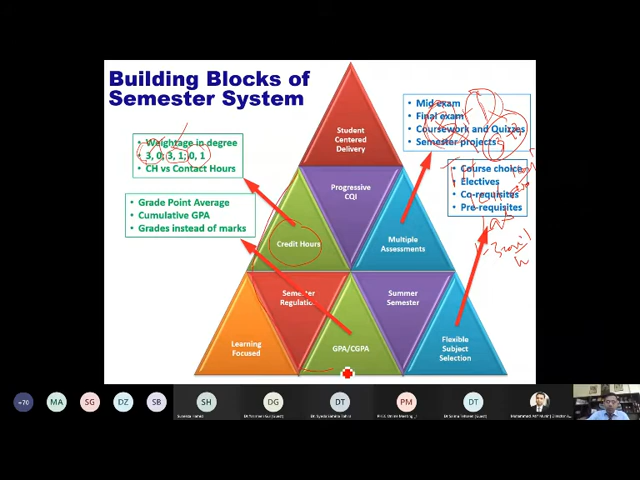 Building Blocks of
Semester System
• Mid exam
• Final exam
• Coursework and Quizzes
• Semester projects
• Weightage in degree
• 3, 0; 3, 1; 0, 1
• CH vs Contact Hours
• Course choice
• Electives
• Co-requisites
• Pre-requisites
• Grade Point Average
• Cumulative GPA
• Grades instead of marks
Student
Centered
Delivery
Progressive
CQI
Credit Hours
Multiple
Assessments
Semester
Regulations
Summer
Semester
Learning
Focused
GPA/CGPA
Flexible
Subject
Selection
+70
MA
SG
DZ
SB
SH
DG
DT
PM
DT